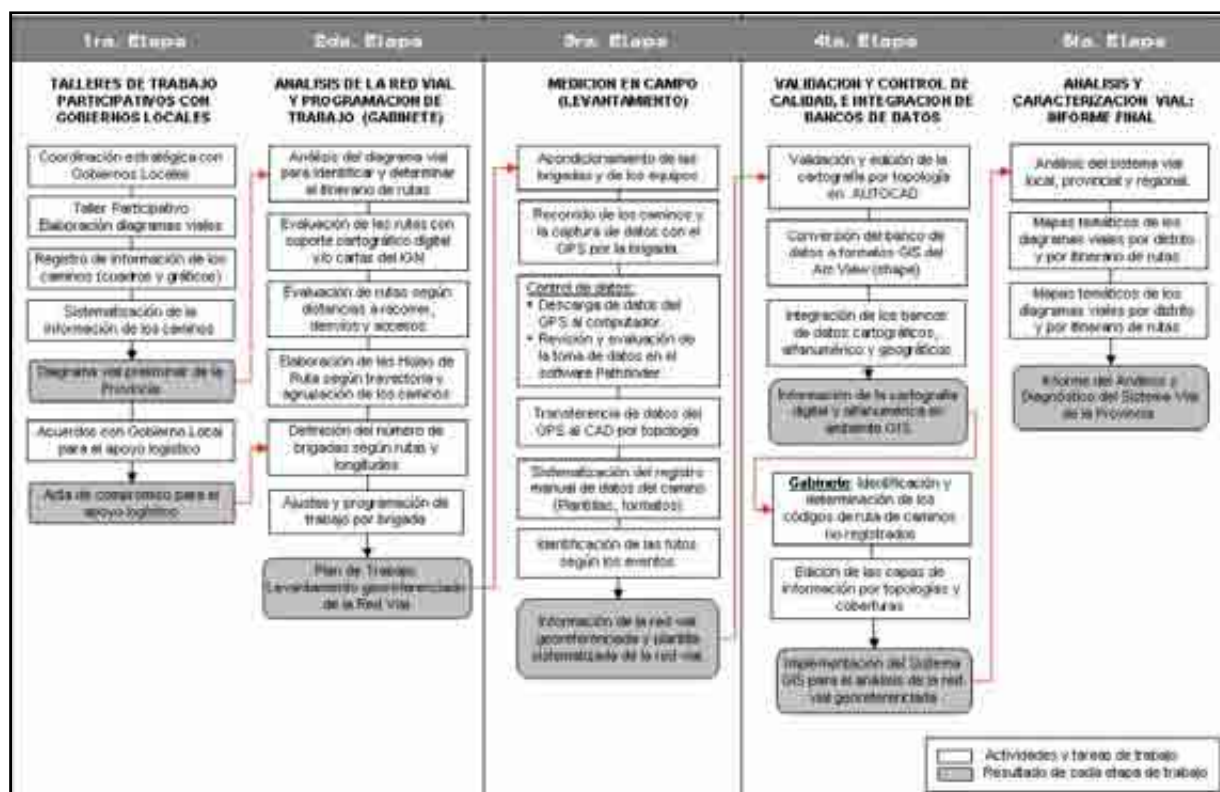 1ra. Etapa
2da. Etapa
3ra. Etapa
4ta. Etapa
5ta. Etapa
TALLERES DE TRABAJO
PARTICIPATIVOS CON
GOBIERNOS LOCALES
Coordinación estratégica con
Gobiernos Locales
Taller Participativo
Elaboración diagramas viales
Registro de información de los
caminos (cuadros y gráficos)
Sistematización de la
información de los caminos
Diagrama vial preliminar de la
Provincia
Acuerdos con Gobierno Local
para el apoyo logístico
Acta de compromiso para el
apoyo logístico
ANALISIS DE LA RED VIAL
Y PROGRAMACION DE
TRABAJO (GABINETE)
Análisis del diagrama vial
para identificar y determinar
el itinerario de rutas
Evaluación de las rutas con
soporte cartográfico digital
y/o cartas del IGN
Evaluación de rutas según
distancias a recorrer,
desvíos y accesos
Elaboración de las Hojas de
Ruta según trayectoria y
agrupación de los caminos
Definición del número de
brigadas según rutas y
longitudes
Ajustes y programación de
trabajo por brigada
Plan de Trabajo
Levantamiento georeferenciado
de la Red Vial
MEDICION EN CAMPO
(LEVANTAMIENTO)
Acondicionamiento de las
brigadas y de los equipos
Recorrido de los caminos y
la captura de datos con el
GPS por la brigada
Control de datos:
• Descarga de datos del
GPS al computador
• Revisión y evaluación de
la toma de datos en el
software Pathfinder
Transferencia de datos del
GPS al CAD por topología
Sistematización del registro
manual de datos del camino
(Plantillas, formatos)
Identificación de las fotos
según los eventos
Información de la red vial
georeferenciada y plantilla
sistematizada de la red vial
VALIDACION Y CONTROL DE
CALIDAD, E INTEGRACION DE
BANCOS DE DATOS
Validación y edición de la
cartografía por topología
en AUTOCAD
Conversión del banco de
datos a formatos GIS del
Arc View (shape)
Integración de los bancos
de datos cartográficos,
alfanumérico y geográficos
Información de la cartografía
digital y alfanumérica en
ambiente GIS
Gabinete: Identificación y
determinación de los
códigos de ruta de caminos
no registrados
Edición de las capas de
información por topologías y
coberturas
Implementación del Sistema
GIS para el análisis de la red
vial georeferenciada
ANALISIS Y
CARACTERIZACION VIAL:
INFORME FINAL
Análisis del sistema vial
local, provincial y regional.
Mapas temáticos de los
diagramas viales por distrito
y por itinerario de rutas
Mapas temáticos de los
diagramas viales por distrito
y por itinerario de rutas
Informe del Análisis y
Diagnóstico del Sistema Vial
de la Provincia
Actividades y tareas de trabajo
Resultado de cada etapa de trabajo